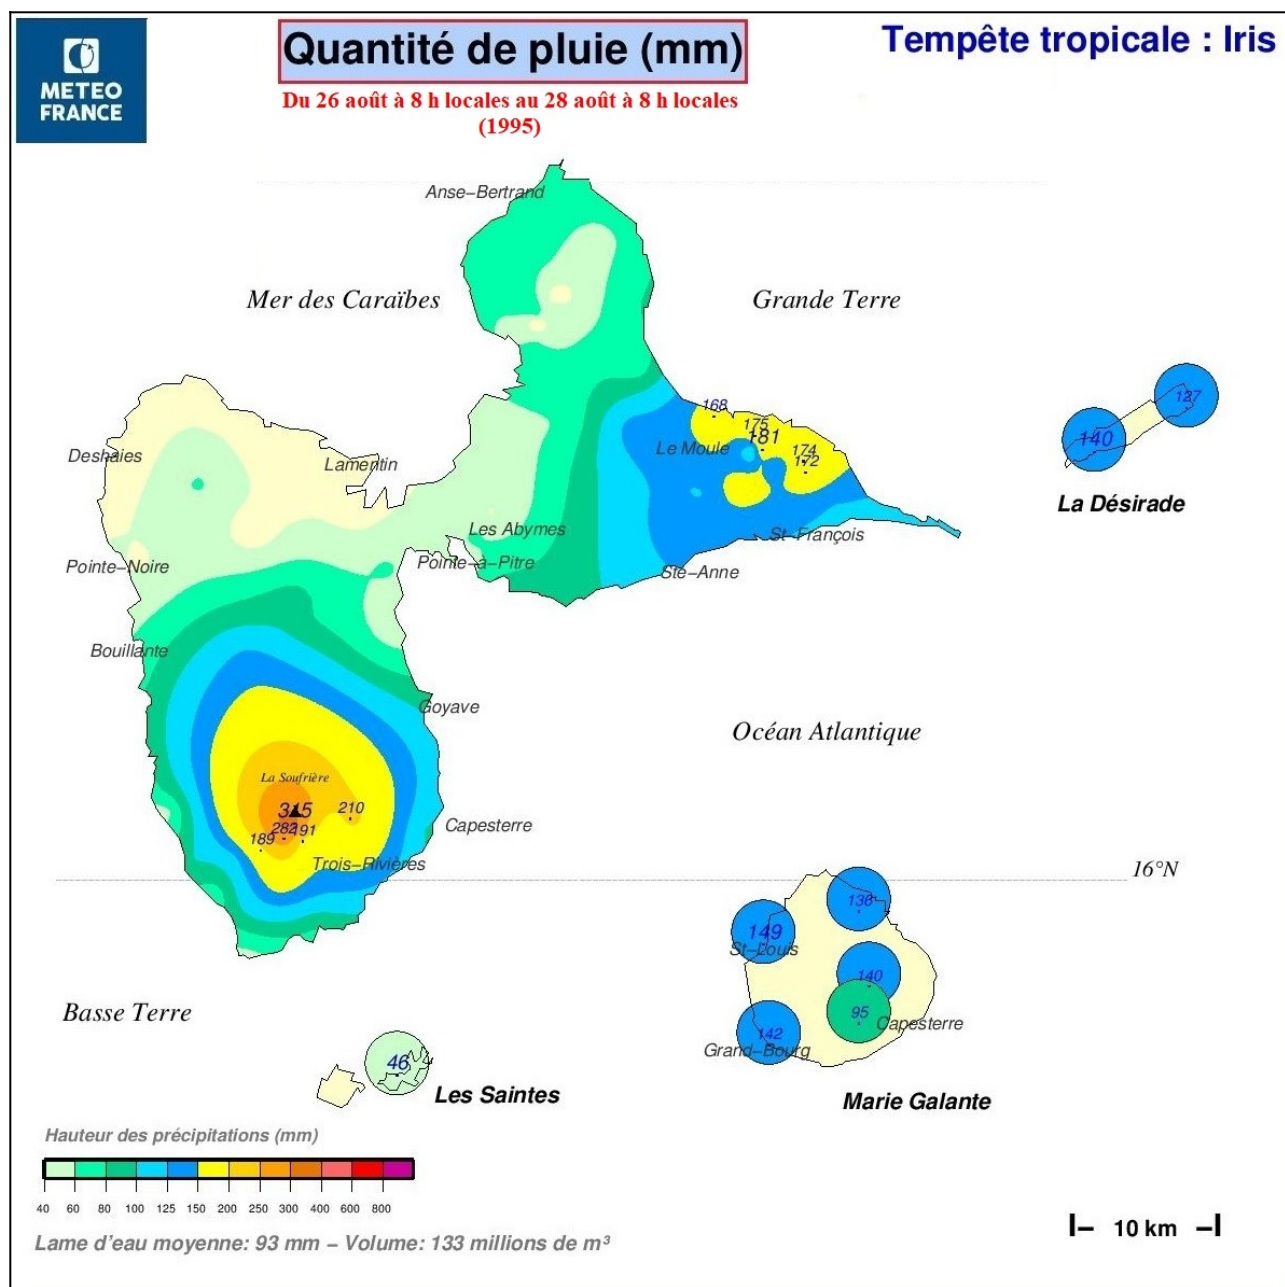 METEO
FRANCE
Quantité de pluie (mm)
Tempête tropicale : Iris
Du 26 août à 8 h locales au 28 août à 8 h locales
(1995)
Anse−Bertrand
Mer des Caraïbes
Grande Terre
127
168
175
181
140
Le Moule
174
172
Deshaies
Lamentin
La Désirade
Les Abymes
St−François
Pointe−Noire
Pointe−à−Pitre
Ste−Anne
Bouillante
Goyave
Océan Atlantique
La Soufrière
315
210
282
191
189
Capesterre
Trois−Rivières
16°N
136
149
St−Louis
140
Basse Terre
95
Capesterre
142
Grand−Bourg
46
Les Saintes
Marie Galante
Hauteur des précipitations (mm)
40 60 80 100 125 150 200 250 300 400 600 800
10 km
Lame d'eau moyenne: 93 mm − Volume: 133 millions de m³